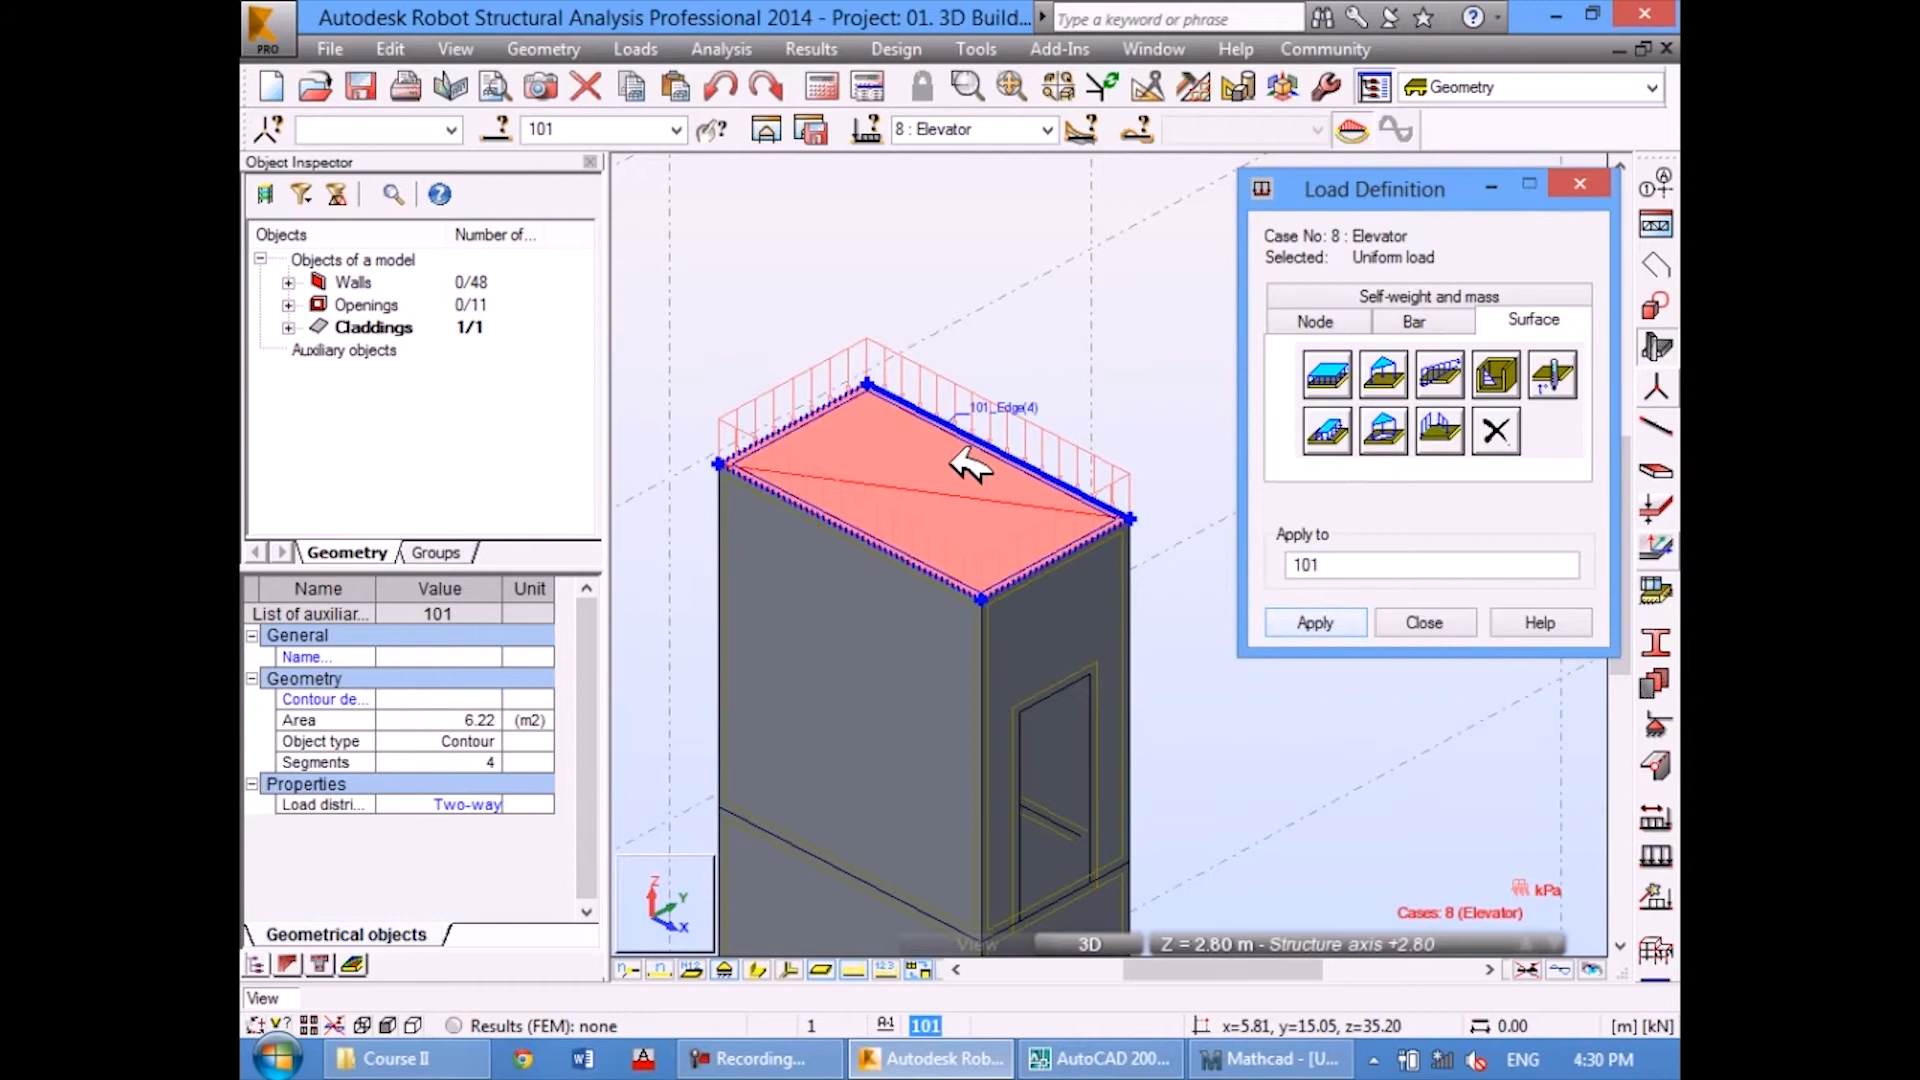 PRO
Autodesk Robot Structural Analysis Professional 2014 - Project: 01. 3D Build...
Type a keyword or phrase
File Edit View Geometry Loads Analysis Results Design Tools Add-Ins Window Help Community
Geometry
101
8 : Elevator
Object Inspector
Objects Number of...
Objects of a model
Walls 0/48
Openings 0/11
Claddings 1/1
Auxiliary objects
Geometry Groups
Name Value Unit
List of auxiliar... 101
General
Name...
Geometry
Contour de...
Area 6.22 (m2)
Object type Contour
Segments 4
Properties
Load distri... Two-way
Geometrical objects
101_Edge(4)
Load Definition
Case No: 8 : Elevator
Selected: Uniform load
Self-weight and mass
Node Bar Surface
Apply to
101
Apply Close Help
Z
Y
X
kPa
Cases: 8 (Elevator)
View 3D Z = 2.80 m - Structure axis +2.80
View
Results (FEM): none 1 101 x=5.81, y=15.05, z=35.20 0.00 [m] [kN]
Course II Recording... Autodesk Rob... AutoCAD 200... Mathcad - [U... ENG 4:30 PM